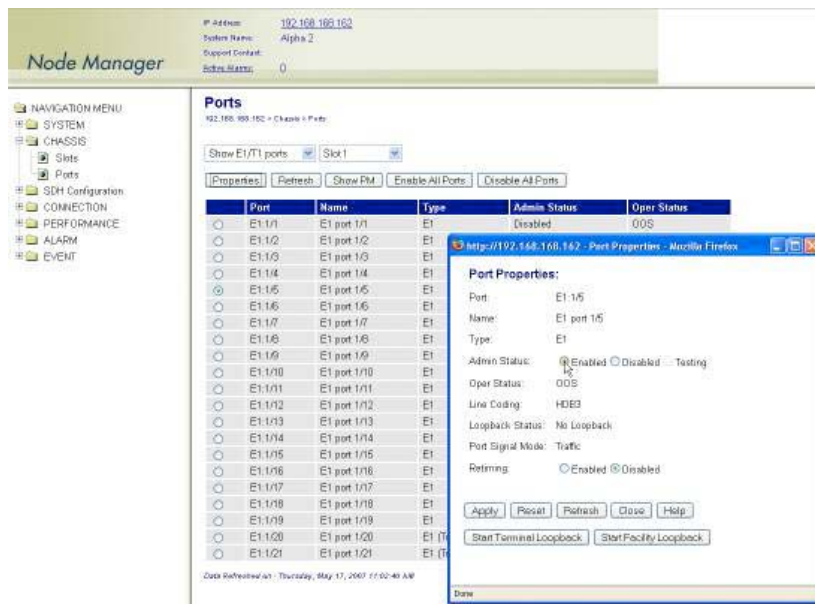 IP Address: 192.168.168.162
System Name: Alpha 2
Support Contact:
Active Alarms: 0
Node Manager
NAVIGATION MENU
SYSTEM
CHASSIS
Slots
Ports
SDH Configuration
CONNECTION
PERFORMANCE
ALARM
EVENT
Ports
192.168.168.162 > Chassis > Ports
Show E1/T1 ports Slot 1
Properties Refresh Show PM Enable All Ports Disable All Ports
Port Name Type Admin Status Oper Status
E1:1/1 E1 port 1/1 E1 Disabled OOS
E1:1/2 E1 port 1/2 E1
E1:1/3 E1 port 1/3 E1
E1:1/4 E1 port 1/4 E1
E1:1/5 E1 port 1/5 E1
E1:1/6 E1 port 1/6 E1
E1:1/7 E1 port 1/7 E1
E1:1/8 E1 port 1/8 E1
E1:1/9 E1 port 1/9 E1
E1:1/10 E1 port 1/10 E1
E1:1/11 E1 port 1/11 E1
E1:1/12 E1 port 1/12 E1
E1:1/13 E1 port 1/13 E1
E1:1/14 E1 port 1/14 E1
E1:1/15 E1 port 1/15 E1
E1:1/16 E1 port 1/16 E1
E1:1/17 E1 port 1/17 E1
E1:1/18 E1 port 1/18 E1
E1:1/19 E1 port 1/19 E1
E1:1/20 E1 port 1/20 E1 (T
E1:1/21 E1 port 1/21 E1 (T
Data Refreshed on - Thursday, May 17, 2007 11:02:40 AM
http://192.168.168.162 - Port Properties - Mozilla Firefox
Port Properties:
Port: E1:1/5
Name: E1 port 1/5
Type: E1
Admin Status: Enabled Disabled Testing
Oper Status: OOS
Line Coding: HDB3
Loopback Status: No Loopback
Port Signal Mode: Traffic
Retiming: Enabled Disabled
Apply Reset Refresh Close Help
Start Terminal Loopback Start Facility Loopback
Done